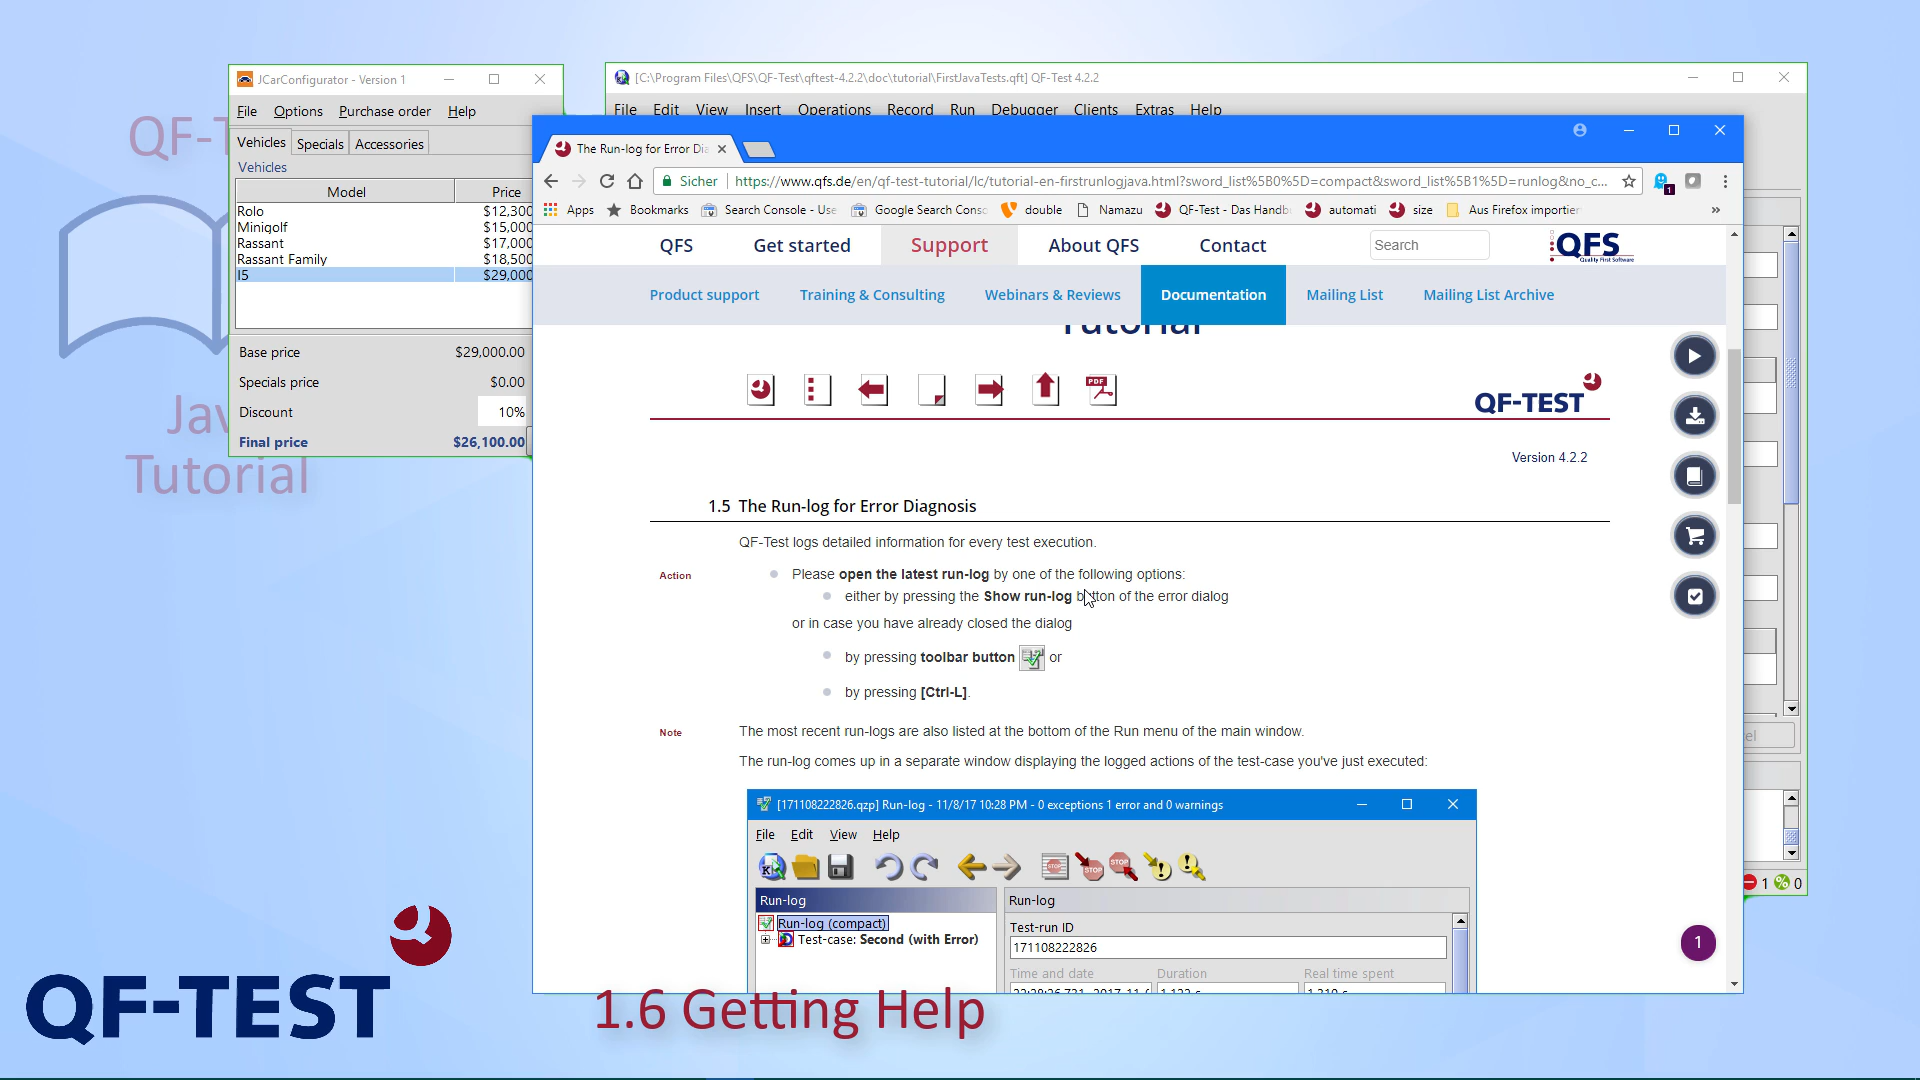 QF-T
Jav
Tutorial
JCarConfigurator - Version 1
File Options Purchase order Help
Vehicles Specials Accessories
Vehicles
Model Price
Rolo $12,300
Minigolf $15,000
Rassant $17,000
Rassant Family $18,500
I5 $29,000
Base price $29,000.00
Specials price $0.00
Discount 10%
Final price $26,100.00
[C:\Program Files\QFS\QF-Test\qftest-4.2.2\doc\tutorial\FirstJavaTests.qft] QF-Test 4.2.2
File Edit View Insert Operations Record Run Debugger Clients Extras Help
The Run-log for Error Dia
Sicher https://www.qfs.de/en/qf-test-tutorial/lc/tutorial-en-firstrunlogjava.html?sword_list%5B0%5D=compact&sword_list%5B1%5D=runlog&no_c... 1
Apps Bookmarks Search Console - Use Google Search Conso double Namazu QF-Test - Das Handb automati size Aus Firefox importier »
QFS Get started Support About QFS Contact Search QFS
Quality First Software
Product support Training & Consulting Webinars & Reviews Documentation Mailing List Mailing List Archive
Tutorial
PDF
QF-TEST
Version 4.2.2
1.5 The Run-log for Error Diagnosis
QF-Test logs detailed information for every test execution.
Action Please open the latest run-log by one of the following options:
either by pressing the Show run-log button of the error dialog
or in case you have already closed the dialog
by pressing toolbar button or
by pressing [Ctrl-L].
Note The most recent run-logs are also listed at the bottom of the Run menu of the main window.
The run-log comes up in a separate window displaying the logged actions of the test-case you've just executed:
[171108222826.qzp] Run-log - 11/8/17 10:28 PM - 0 exceptions 1 error and 0 warnings
File Edit View Help
STOP STOP STOP
Run-log Run-log
Run-log (compact)
Test-case: Second (with Error)
Test-run ID
171108222826
Time and date Duration Real time spent
el
1 0
1
QF-TEST
1.6 Getting Help